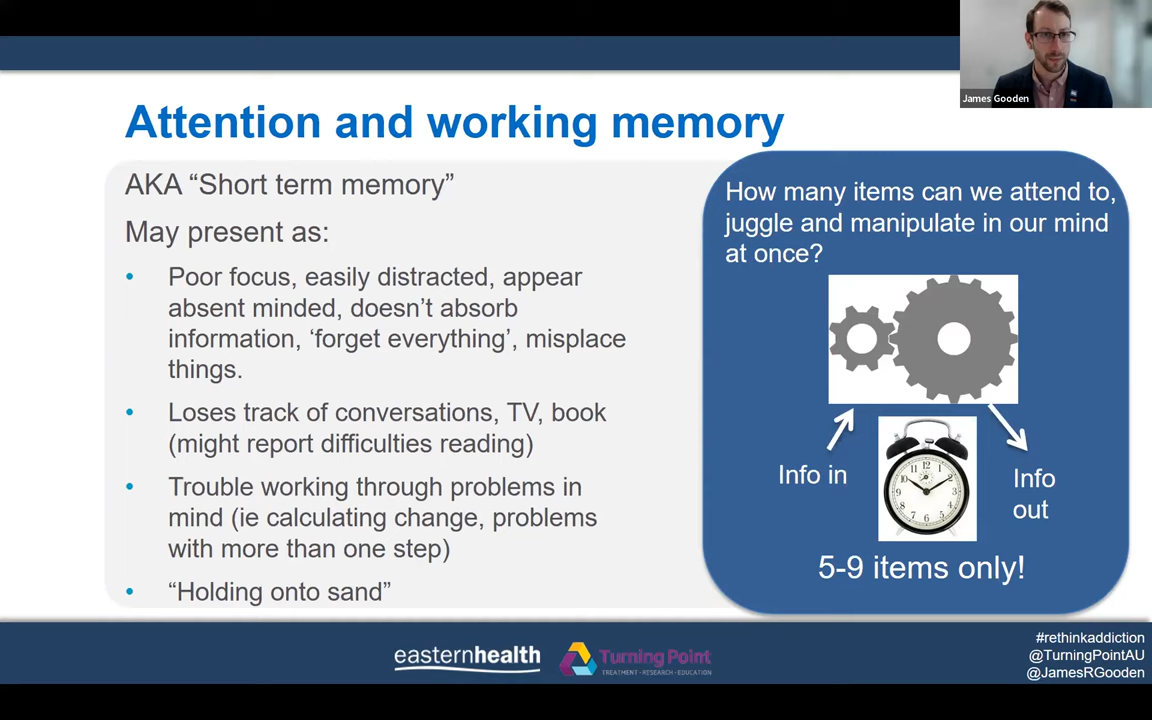 James Gooden
Attention and working memory
AKA “Short term memory”
May present as:
• Poor focus, easily distracted, appear
absent minded, doesn’t absorb
information, ‘forget everything’, misplace
things.
• Loses track of conversations, TV, book
(might report difficulties reading)
• Trouble working through problems in
mind (ie calculating change, problems
with more than one step)
• “Holding onto sand”
How many items can we attend to,
juggle and manipulate in our mind
at once?
Info in
Info
out
5-9 items only!
easternhealth
Turning Point
TREATMENT • RESEARCH • EDUCATION
#rethinkaddiction
@TurningPointAU
@JamesRGooden